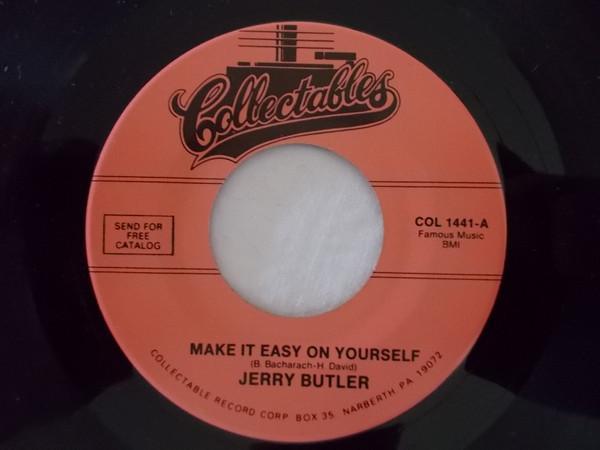 Collectables
SEND FOR
FREE
CATALOG
COL 1441-A
Famous Music
BMI
MAKE IT EASY ON YOURSELF
(B. Bacharach-H. David)
JERRY BUTLER
COLLECTABLE RECORD CORP BOX 35 NARBERTH PA 19072